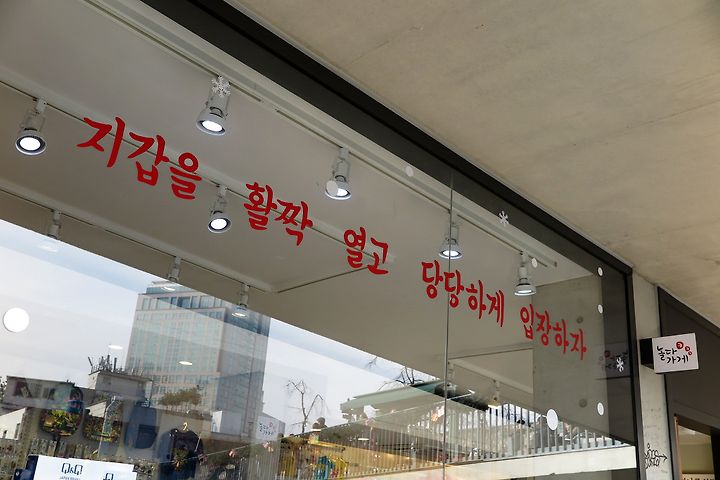 지갑을 활짝 열고 당당하게 입장하자
놀다
가게